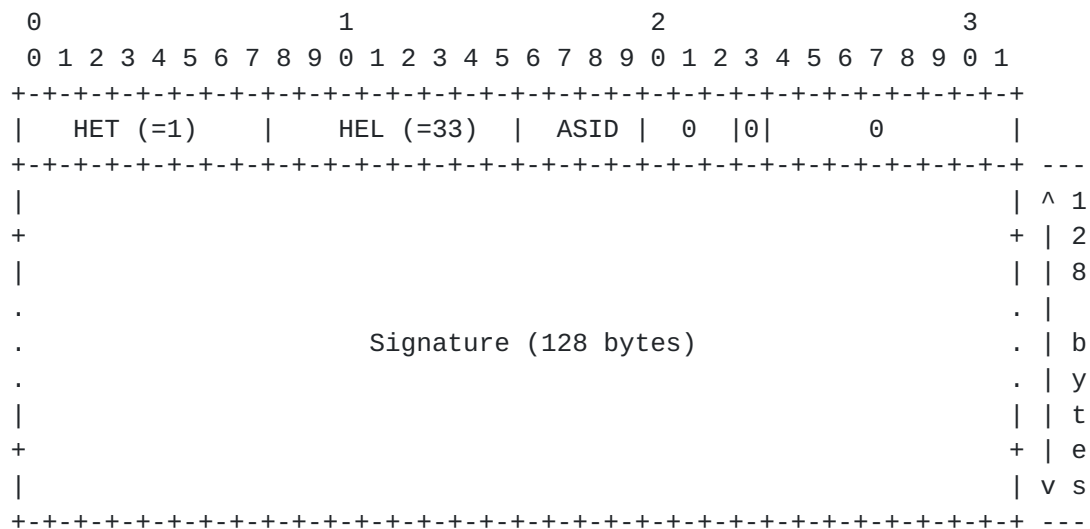 0                   1                   2                   3
 0 1 2 3 4 5 6 7 8 9 0 1 2 3 4 5 6 7 8 9 0 1 2 3 4 5 6 7 8 9 0 1
+-+-+-+-+-+-+-+-+-+-+-+-+-+-+-+-+-+-+-+-+-+-+-+-+-+-+-+-+-+-+-+-+
|   HET (=1)    |    HEL (=33)  |  ASID |  0  |0|      0        |
+-+-+-+-+-+-+-+-+-+-+-+-+-+-+-+-+-+-+-+-+-+-+-+-+-+-+-+-+-+-+-+-+ ---
|                                                               | ^ 1
+                                                               + | 2
|                                                               | | 8
.                                                               . |
.                      Signature (128 bytes)                    . | b
.                                                               . | y
|                                                               | | t
+                                                               + | e
|                                                               | v s
+-+-+-+-+-+-+-+-+-+-+-+-+-+-+-+-+-+-+-+-+-+-+-+-+-+-+-+-+-+-+-+-+ ---